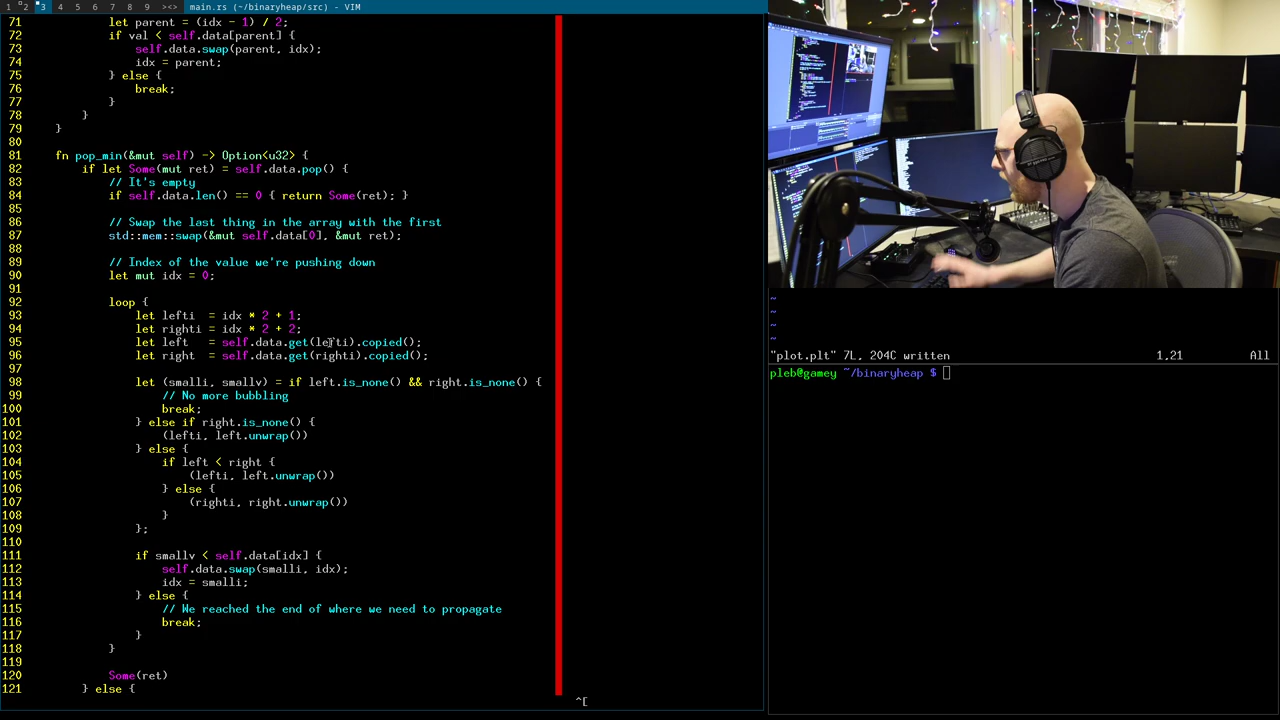 1 2 3 4 5 6 7 8 9 10 ><> main.rs (~/binaryheap/src) - VIM
71 let parent = (idx - 1) / 2;
72 if val < self.data[parent] {
73 self.data.swap(parent, idx);
74 idx = parent;
75 } else {
76 break;
77 }
78 }
79 }
80
81 fn pop_min(&mut self) -> Option<u32> {
82 if let Some(mut ret) = self.data.pop() {
83 // It's empty
84 if self.data.len() == 0 { return Some(ret); }
85
86 // Swap the last thing in the array with the first
87 std::mem::swap(&mut self.data[0], &mut ret);
88
89 // Index of the value we're pushing down
90 let mut idx = 0;
91
92 loop {
93 let lefti = idx * 2 + 1;
94 let righti = idx * 2 + 2;
95 let left = self.data.get(lefti).copied();
96 let right = self.data.get(righti).copied();
97
98 let (smalli, smallv) = if left.is_none() && right.is_none() {
99 // No more bubbling
100 break;
101 } else if right.is_none() {
102 (lefti, left.unwrap())
103 } else {
104 if left < right {
105 (lefti, left.unwrap())
106 } else {
107 (righti, right.unwrap())
108 }
109 };
110
111 if smallv < self.data[idx] {
112 self.data.swap(smalli, idx);
113 idx = smalli;
114 } else {
115 // We reached the end of where we need to propagate
116 break;
117 }
118 }
119
120 Some(ret)
121 } else {
^[
~
~
~
~
"plot.plt" 7L, 204C written 1,21 All
pleb@gamey ~/binaryheap $